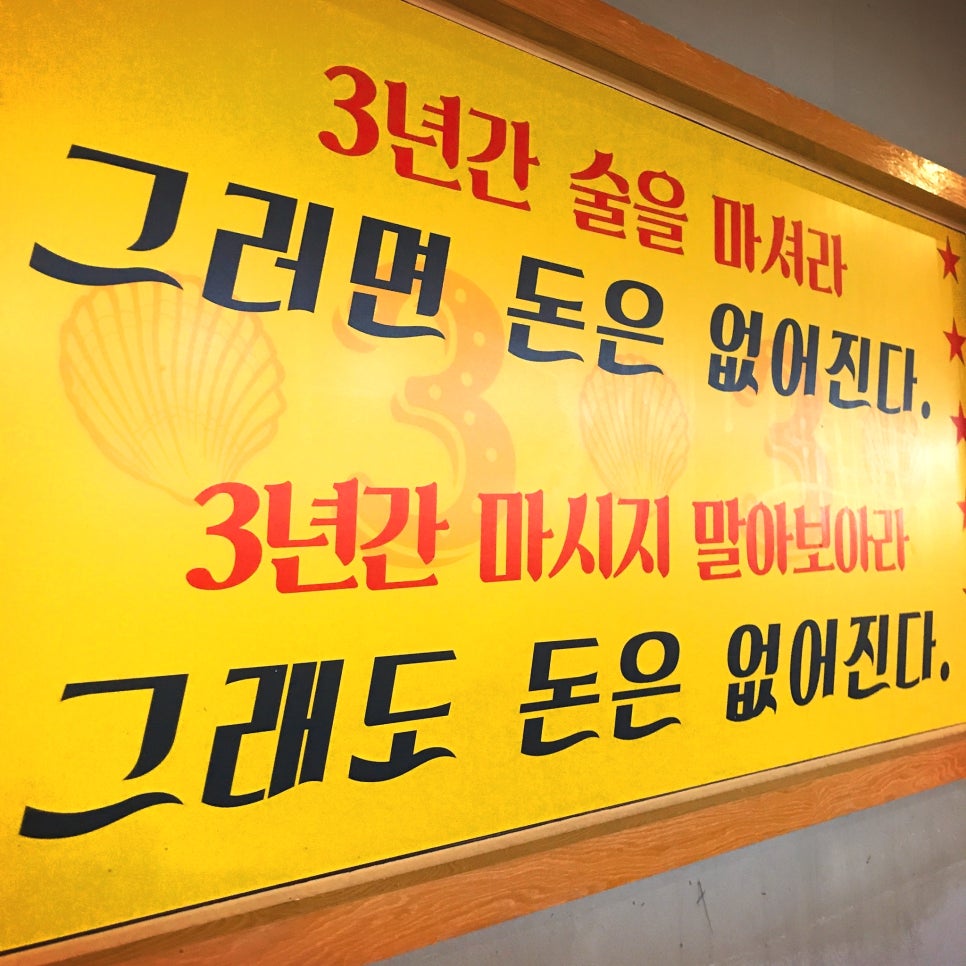 3년간 술을 마셔라
그러면 돈은 없어진다.
3년간 마시지 말아보아라
그래도 돈은 없어진다.